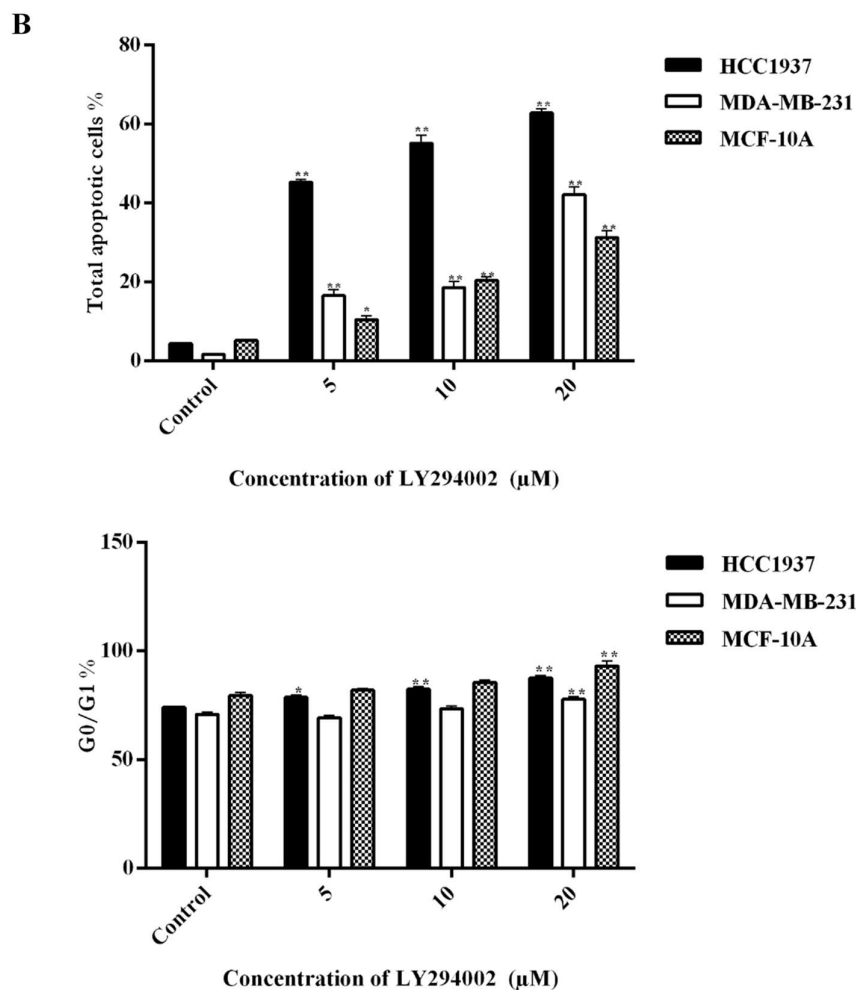 B
Total apoptotic cells %
80
60
40
20
0
**
**
*
**
**
**
**
**
**
Control
5
10
20
Concentration of LY294002 (µM)
HCC1937
MDA-MB-231
MCF-10A
G0/G1 %
150
100
50
0
*
**
**
**
**
Control
5
10
20
Concentration of LY294002 (µM)
HCC1937
MDA-MB-231
MCF-10A